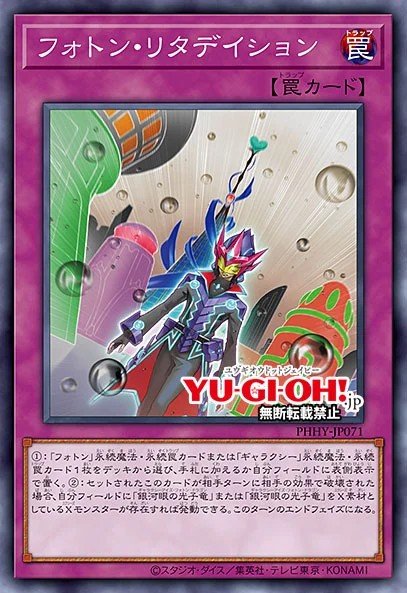 フォトン・リタデイション
トラップ
罠
トラップ
【罠カード】
ユウギオウドットジェイピー
YU-GI-OH!.jp
無断転載禁止
PHHY-JP071
①:「フォトン」永続魔法・永続罠カードまたは「ギャラクシー」永続魔法・永続
罠カード1枚をデッキから選び、手札に加えるか自分フィールドに表側表示
で置く。②:セットされたこのカードが相手ターンに相手の効果で破壊された
場合、自分フィールドに「銀河眼の光子竜」または「銀河眼の光子竜」をX素材と
しているXモンスターが存在すれば発動できる。このターンのエンドフェイズになる。
©スタジオ・ダイス／集英社・テレビ東京・KONAMI